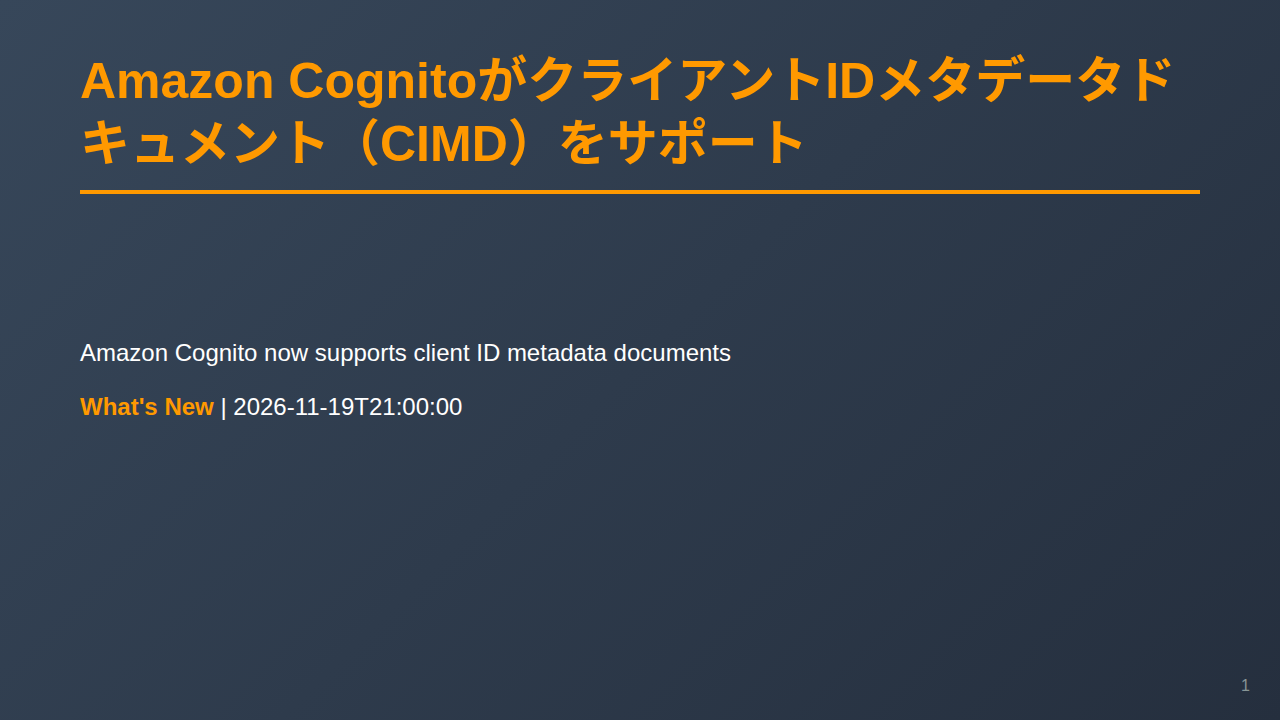 Amazon CognitoがクライアントIDメタデータド
キュメント（CIMD）をサポート
Amazon Cognito now supports client ID metadata documents
What's New | 2026-11-19T21:00:00
1